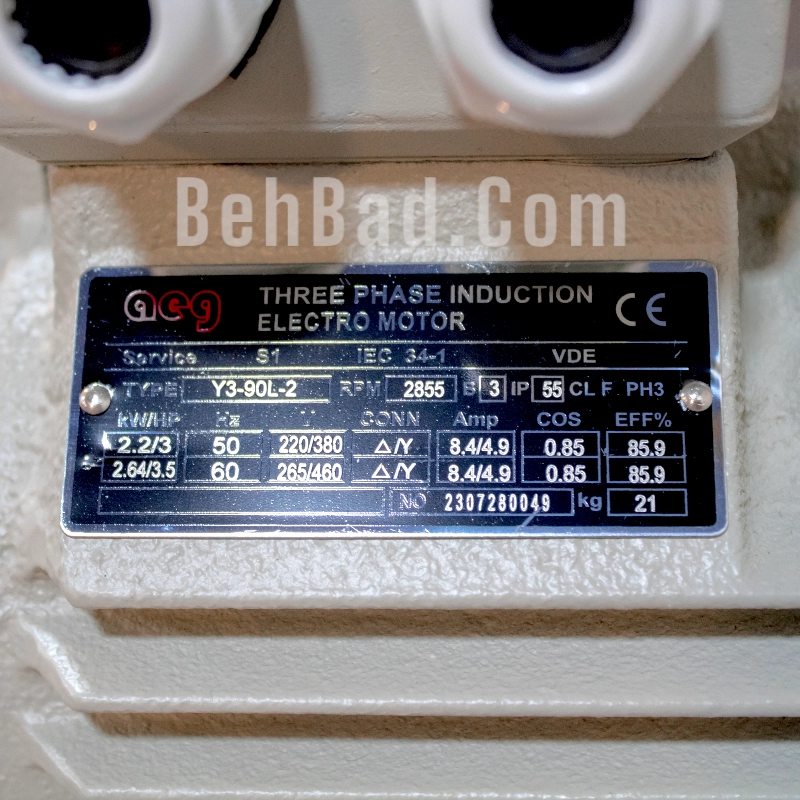 BehBad.Com
aeg THREE PHASE INDUCTION
ELECTRO MOTOR CE
Service S1 IEC 34-1 VDE
TYPE Y3-90L-2 RPM 2855 B 3 IP 55 CL F PH3
KW/HP Hz U CONN Amp COS EFF%
2.2/3 50 220/380 △/Y 8.4/4.9 0.85 85.9
2.64/3.5 60 265/460 △/Y 8.4/4.9 0.85 85.9
NO 2307280049 kg 21